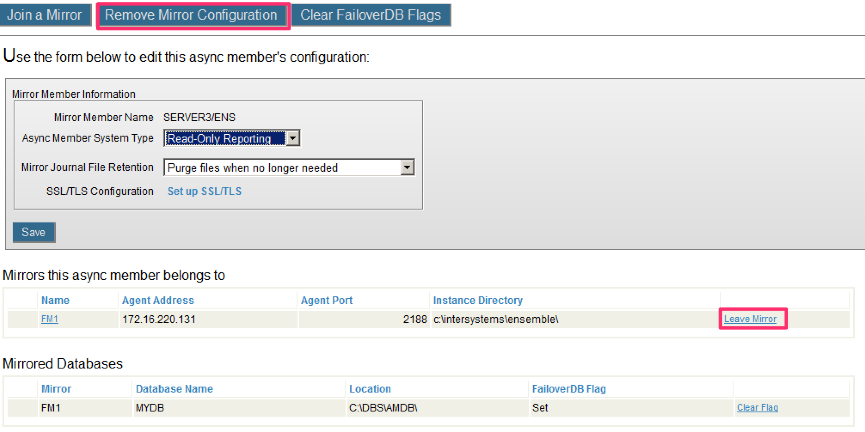 Join a Mirror Remove Mirror Configuration Clear FailoverDB Flags
Use the form below to edit this async member's configuration:
Mirror Member Information
Mirror Member Name SERVER3/ENS
Async Member System Type Read-Only Reporting
Mirror Journal File Retention Purge files when no longer needed
SSL/TLS Configuration Set up SSL/TLS
Save
Mirrors this async member belongs to
Name Agent Address Agent Port Instance Directory
FM1 172.16.220.131 2188 c:\intersystems\ensemble\ Leave Mirror
Mirrored Databases
Mirror Database Name Location FailoverDB Flag
FM1 MYDB C:\DBS\AMDB\ Set Clear Flag